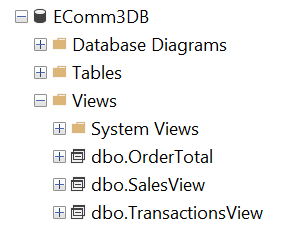 EComm3DB
Database Diagrams
Tables
Views
System Views
dbo.OrderTotal
dbo.SalesView
dbo.TransactionsView